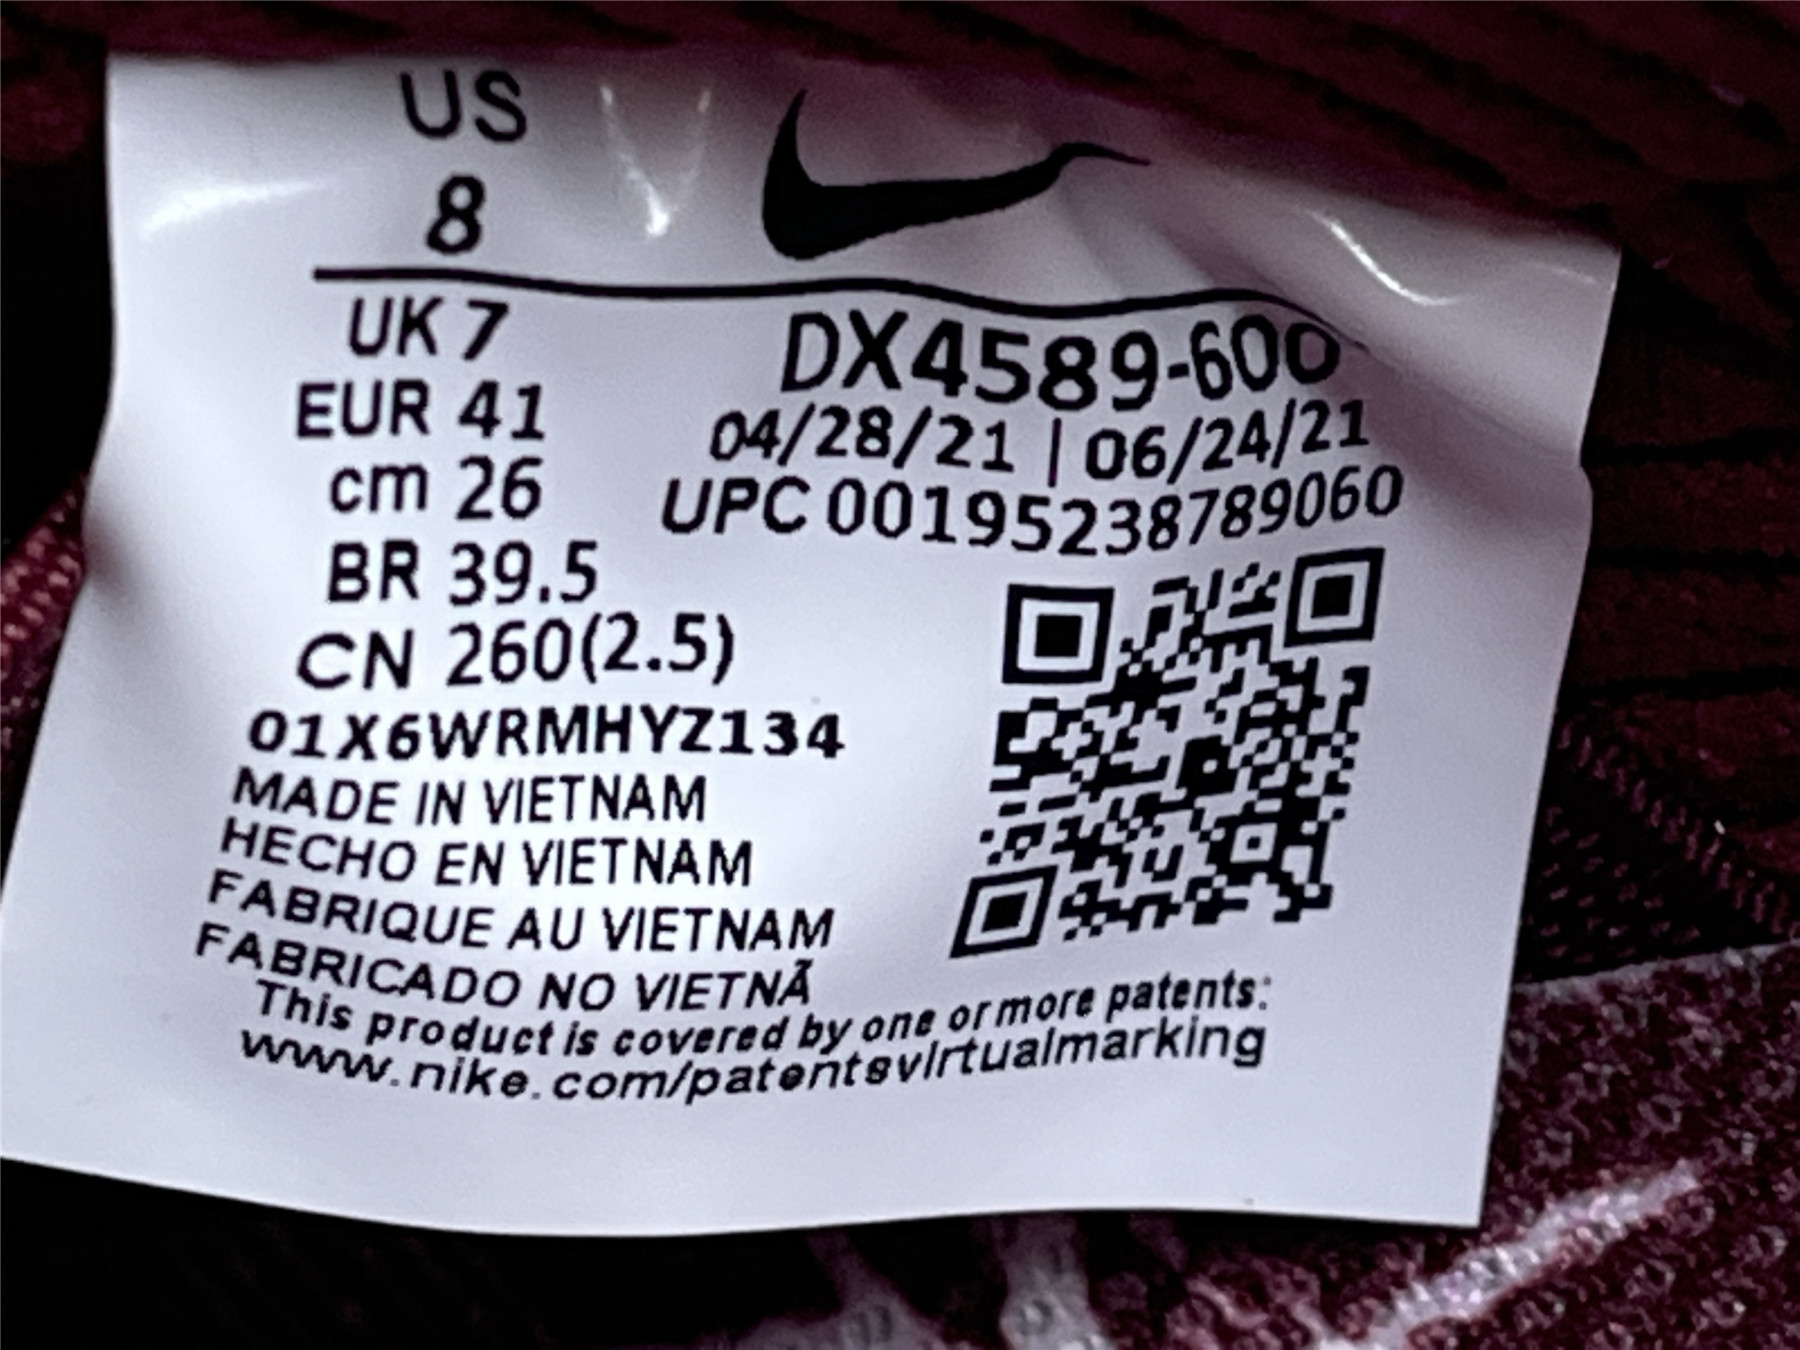 US
8
UK 7
EUR 41
cm 26
BR 39.5
CN 260(2.5)
DX4589-600
04/28/21 | 06/24/21
UPC 00195238789060
01X6WRMHYZ134
MADE IN VIETNAM
HECHO EN VIETNAM
FABRIQUE AU VIETNAM
FABRICADO NO VIETNÃ
This product is covered by one or more patents:
www.nike.com/patentsvirtualmarking